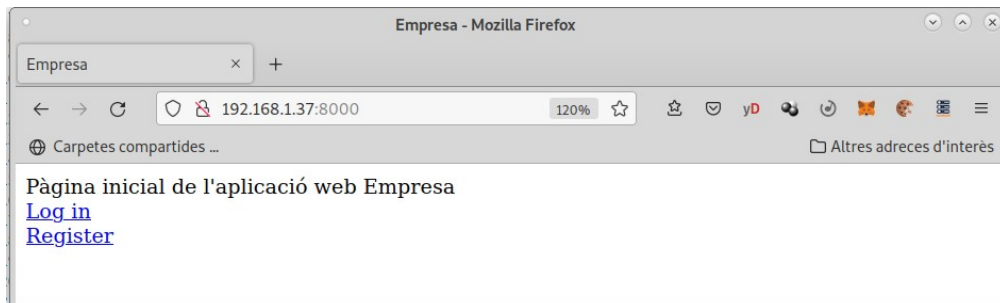 Empresa - Mozilla Firefox
Empresa
192.168.1.37:8000 120% yD
Carpetes compartides ... Altres adreces d'interès
Pàgina inicial de l'aplicació web Empresa
Log in
Register